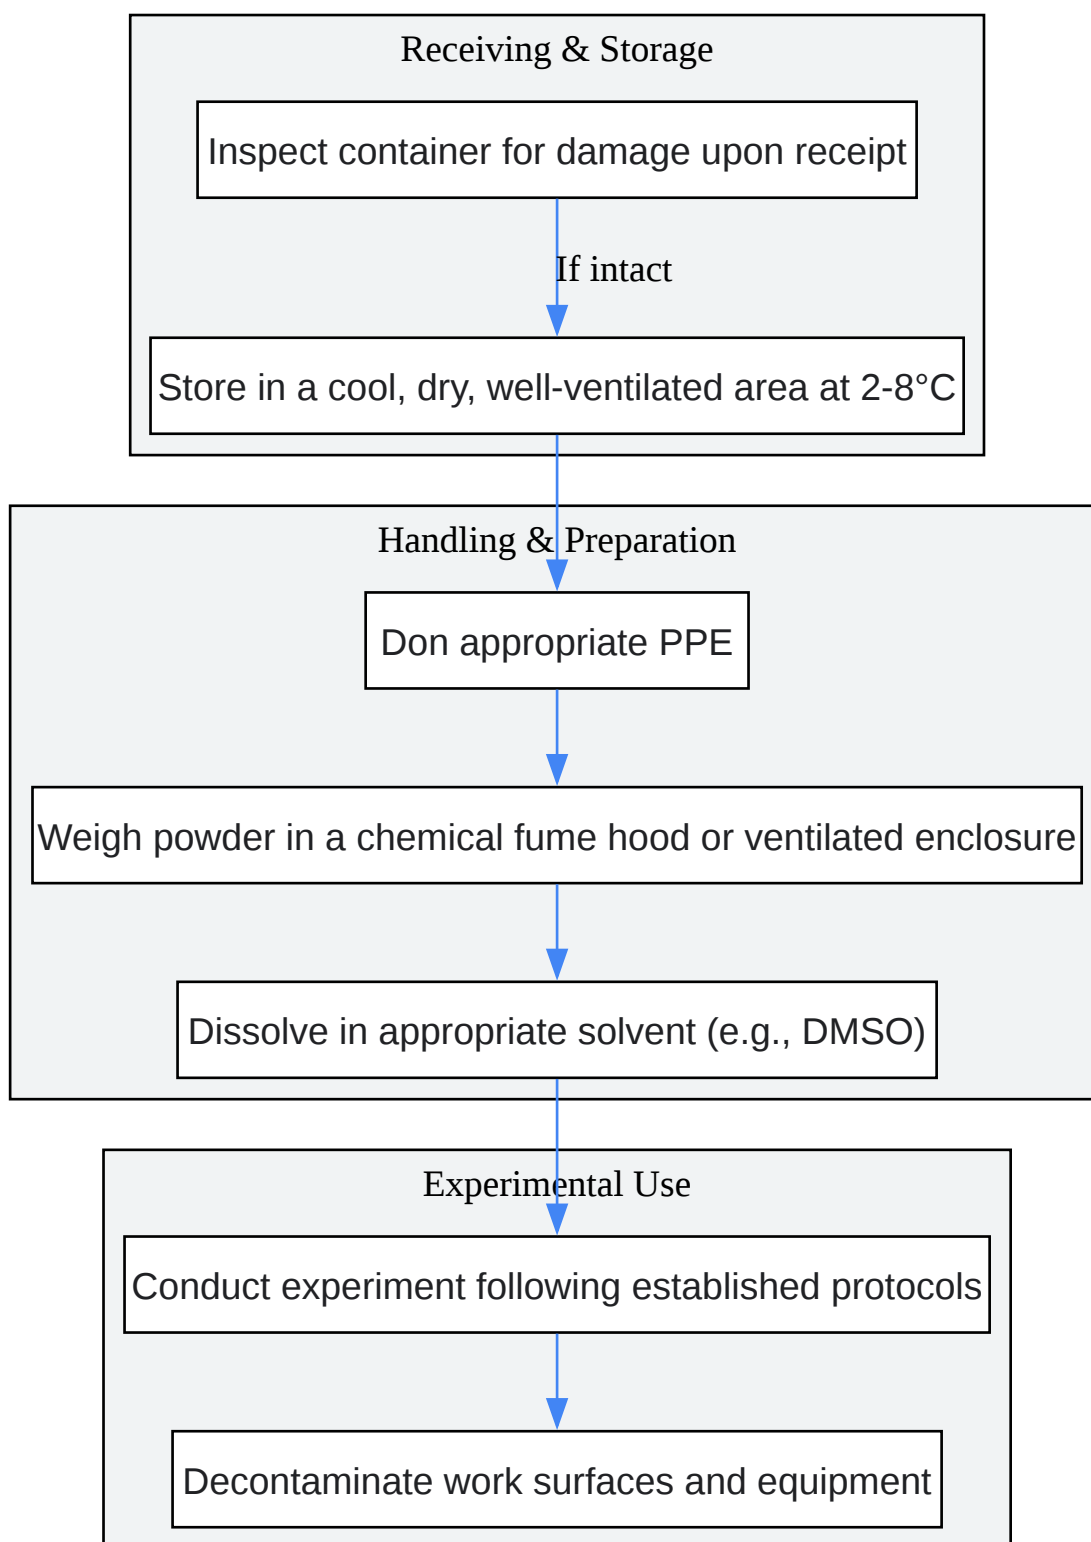 Receiving & Storage
Inspect container for damage upon receipt
If intact
Store in a cool, dry, well-ventilated area at 2-8°C
Handling & Preparation
Don appropriate PPE
Weigh powder in a chemical fume hood or ventilated enclosure
Dissolve in appropriate solvent (e.g., DMSO)
Experimental Use
Conduct experiment following established protocols
Decontaminate work surfaces and equipment